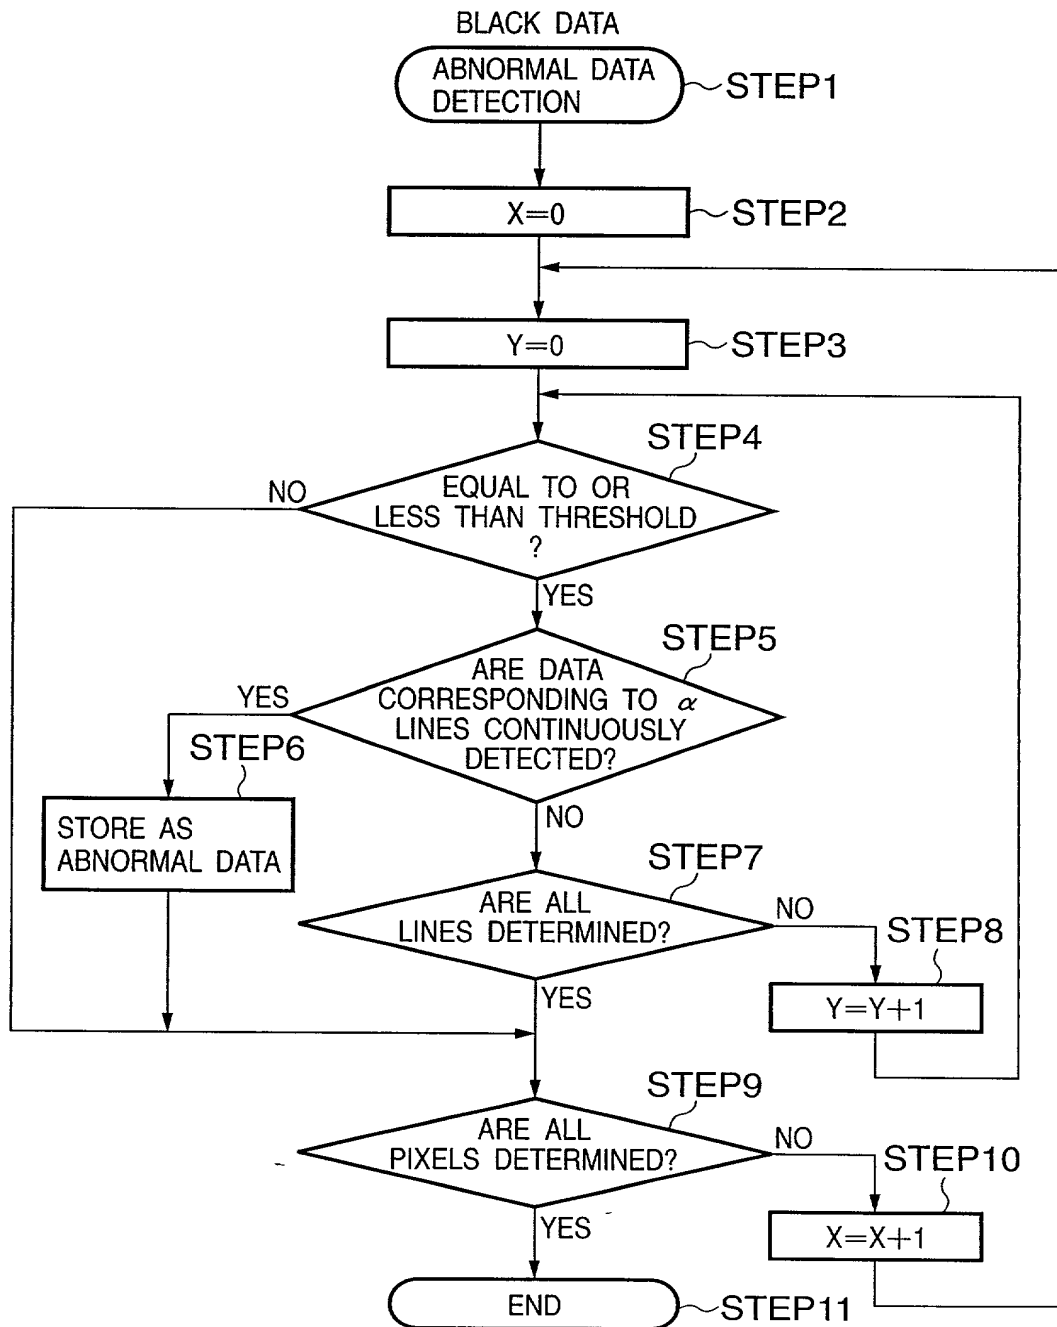 BLACK DATA
ABNORMAL DATA
DETECTION
STEP1
X=0
STEP2
Y=0
STEP3
STEP4
NO
EQUAL TO OR
LESS THAN THRESHOLD
?
YES
STEP5
YES
ARE DATA
CORRESPONDING TO α
LINES CONTINUOUSLY
DETECTED?
STEP6
STORE AS
ABNORMAL DATA
NO
STEP7
ARE ALL
LINES DETERMINED?
NO
STEP8
YES
Y=Y+1
STEP9
ARE ALL
PIXELS DETERMINED?
NO
STEP10
YES
X=X+1
END
STEP11